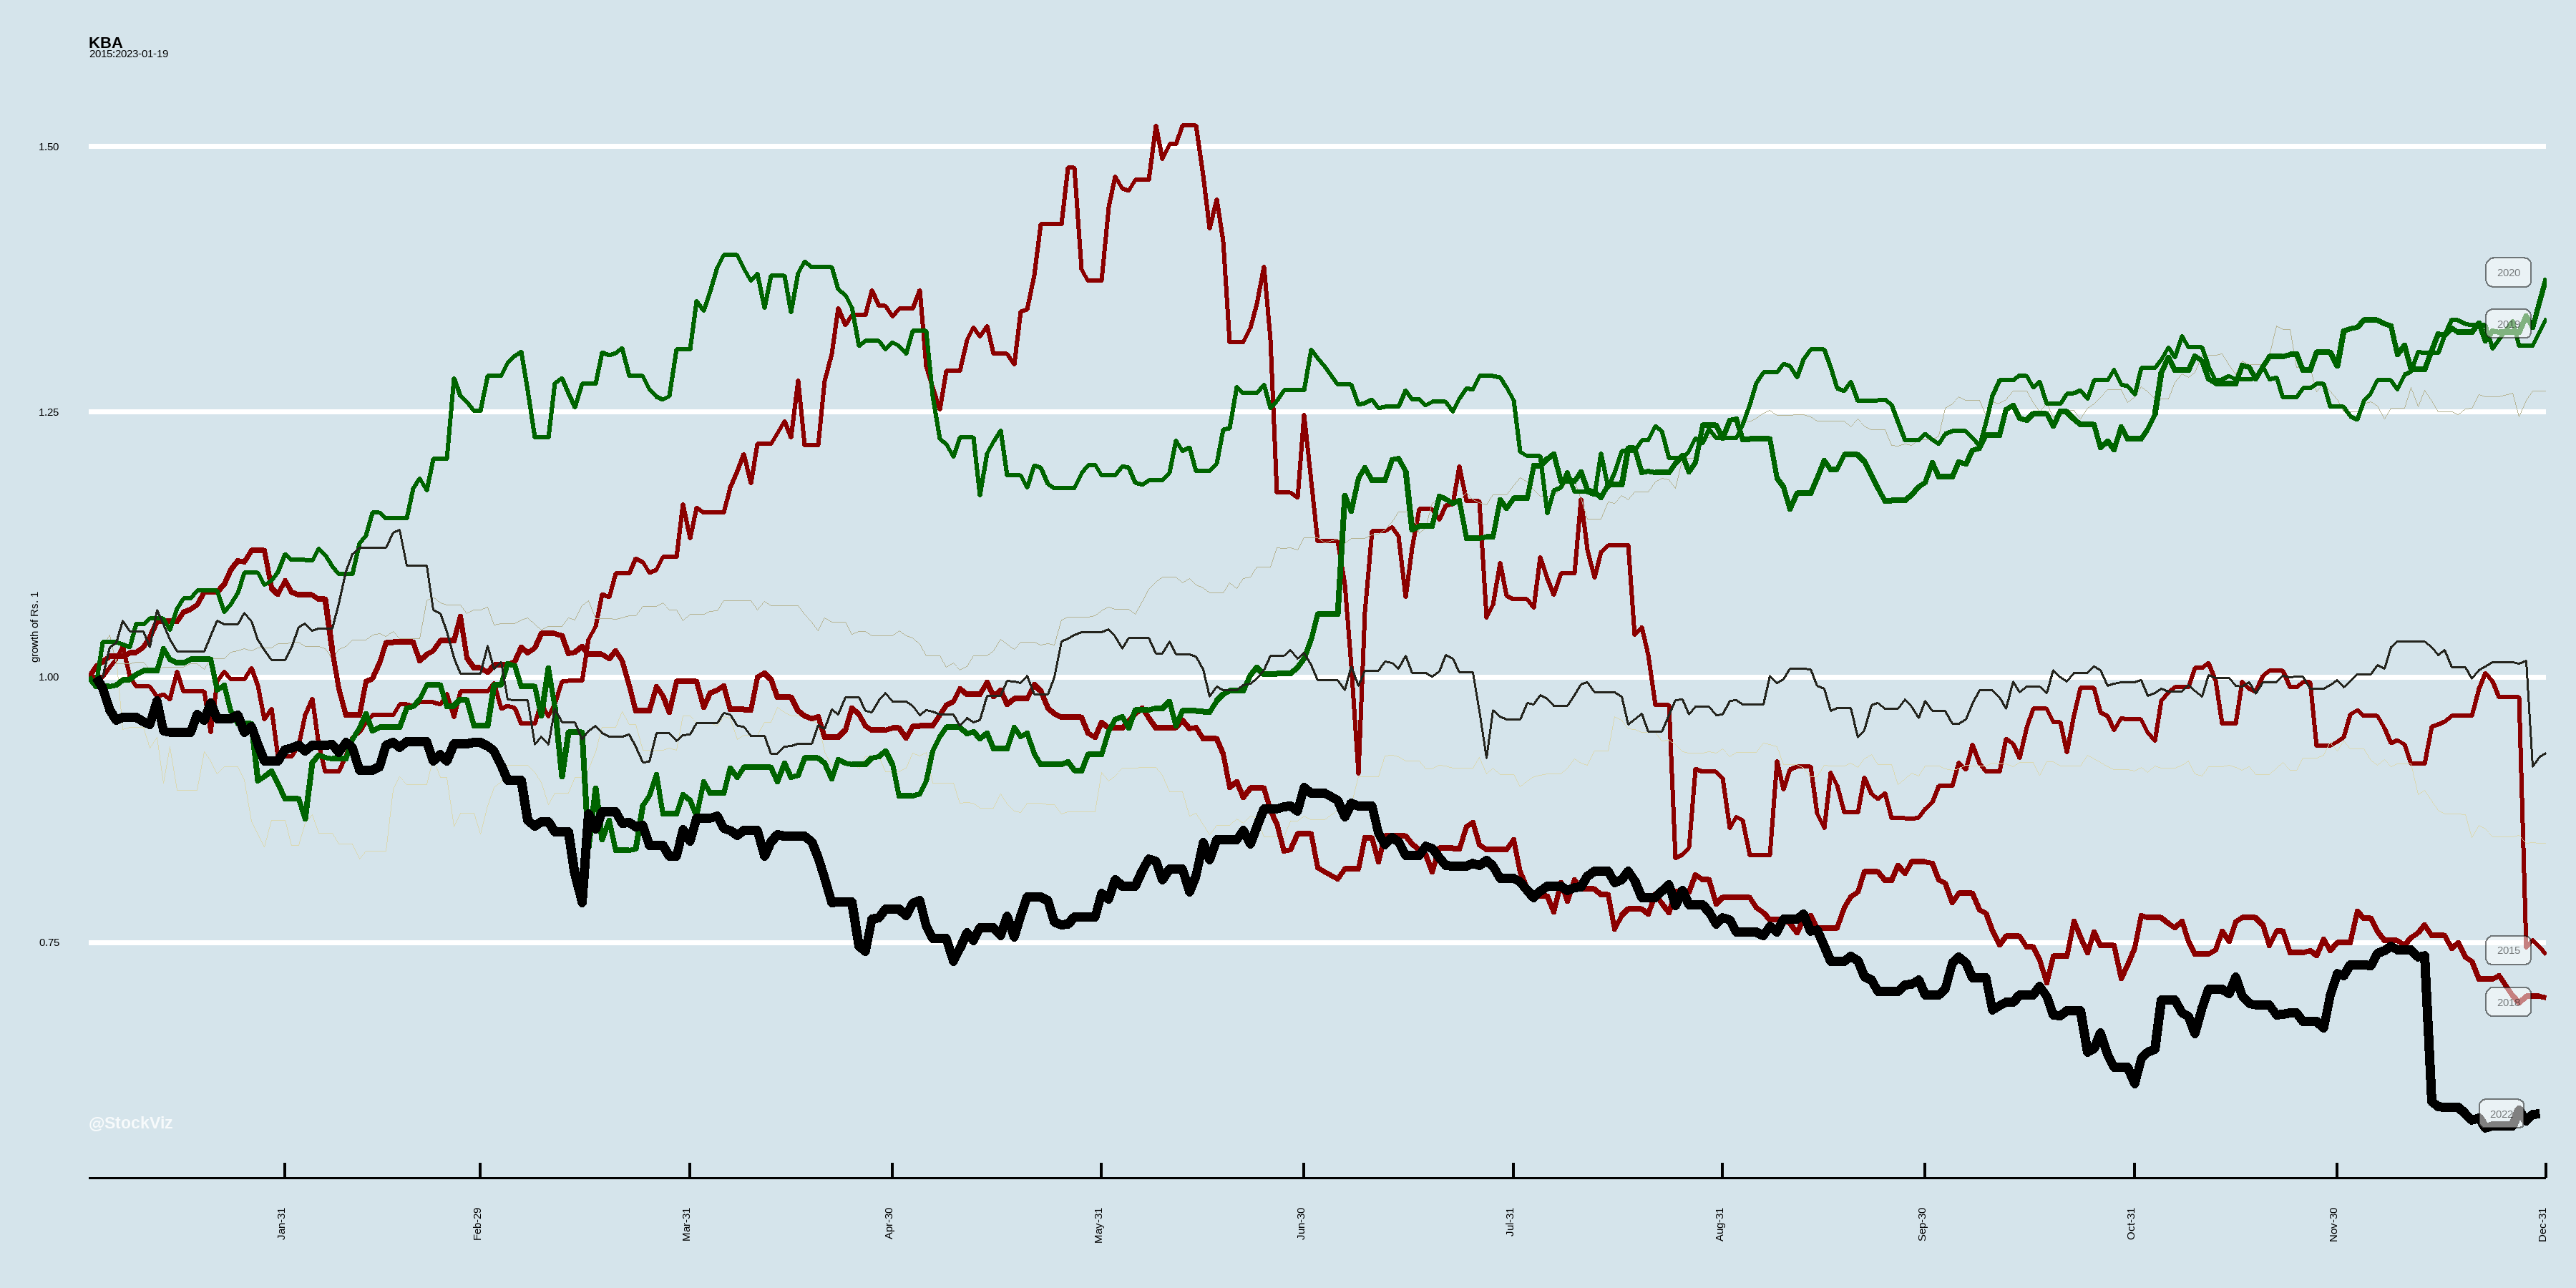 KBA
2015:2023-01-19
1.50
1.25
1.00
0.75
growth of Rs. 1
2020
2019
2015
2018
2022
@StockViz
Jan-31
Feb-29
Mar-31
Apr-30
May-31
Jun-30
Jul-31
Aug-31
Sep-30
Oct-31
Nov-30
Dec-31